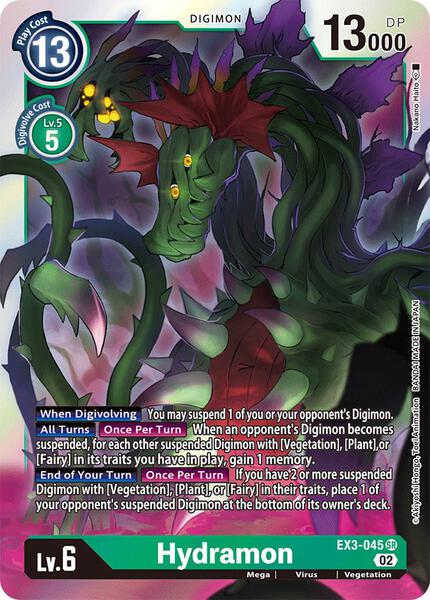 Play Cost
13
DIGIMON
DP
13000
Digivolve Cost
Lv.5
5
Nakano Haito
When Digivolving You may suspend 1 of you or your opponent's Digimon.
All Turns Once Per Turn When an opponent's Digimon becomes
suspended, for each other suspended Digimon with [Vegetation], [Plant], or
[Fairy] in its traits you have in play, gain 1 memory.
End of Your Turn Once Per Turn If you have 2 or more suspended
Digimon with [Vegetation], [Plant], or [Fairy] in their traits, place 1
of your opponent's suspended Digimon at the bottom of its owner's deck.
©Akiyoshi Hongo, Toei Animation BANDAI MADE IN JAPAN
Lv.6
Hydramon
EX3-045 SR
02
Mega | Virus | Vegetation